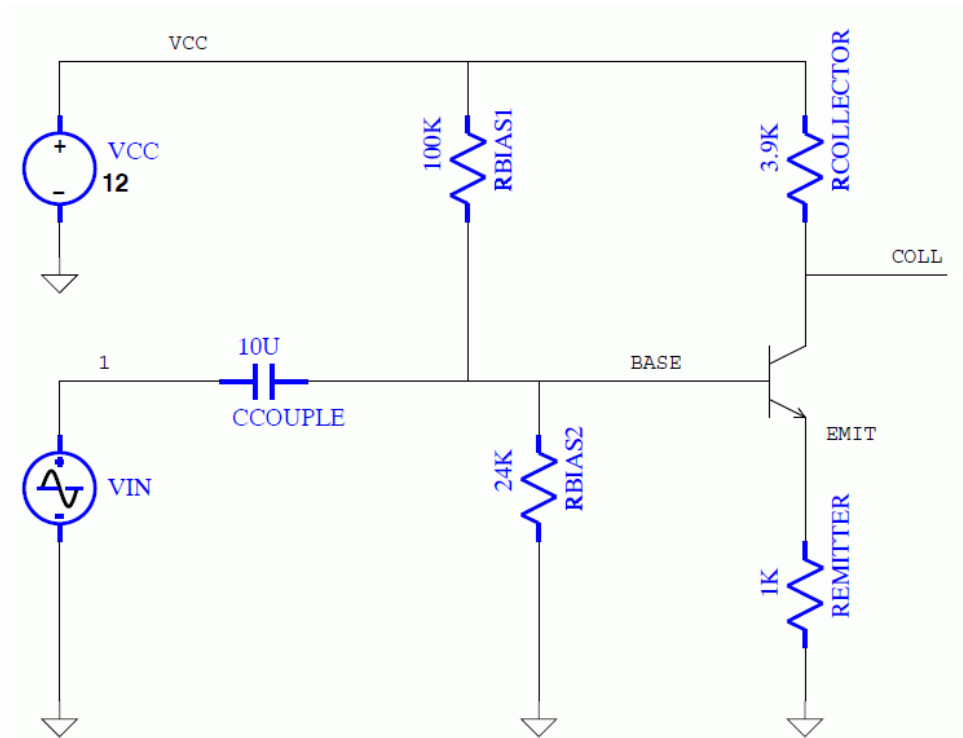 VCC
VCC
12
100K
RBIAS1
3.9K
RCOLLECTOR
COLL
1
10U
CCOUPLE
BASE
EMIT
VIN
24K
RBIAS2
1K
REMITTER